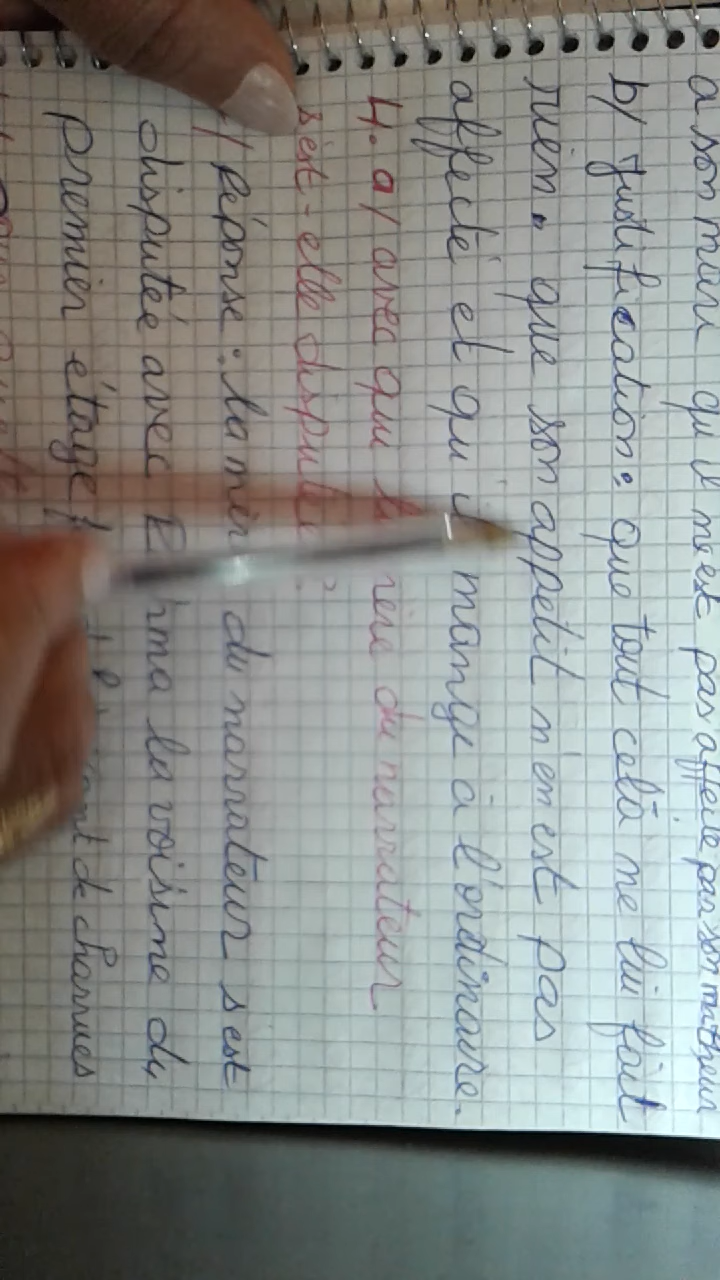 a son mari qu'il n'est pas affecté par son malheur
b/ Justification: que tout celà ne lui fait
rien. que son appetit n'en est pas
affecté et qu'il mange à l'ordinaire.
4. a/ avec qui la mère du narrateur
s'est-elle disputée?
Réponse: la mère du narrateur s'est
disputée avec la voisine du
premier étage